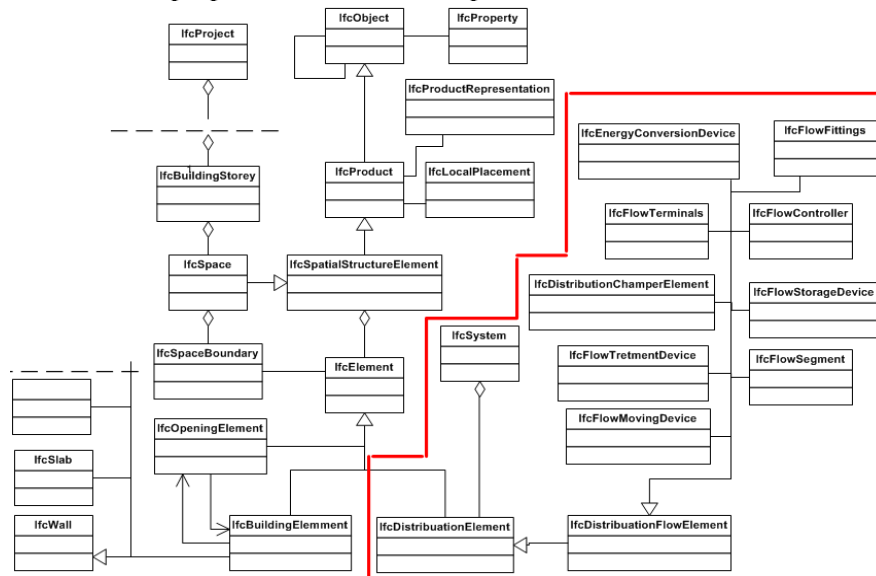 IfcObject
IfcProperty
IfcProject
IfcProductRepresentation
IfcEnergyConversionDevice
IfcFlowFittings
IfcBuildingStorey
IfcProduct
IfcLocalPlacement
IfcFlowTerminals
IfcFlowController
IfcSpace
IfcSpatialStructureElement
IfcDistributionChamperElement
IfcFlowStorageDevice
IfcSystem
IfcSpaceBoundary
IfcElement
IfcFlowTretmentDevice
IfcFlowSegment
IfcOpeningElement
IfcFlowMovingDevice
IfcSlab
IfcWall
IfcBuildingElemment
IfcDistribuationElement
IfcDistribuationFlowElement